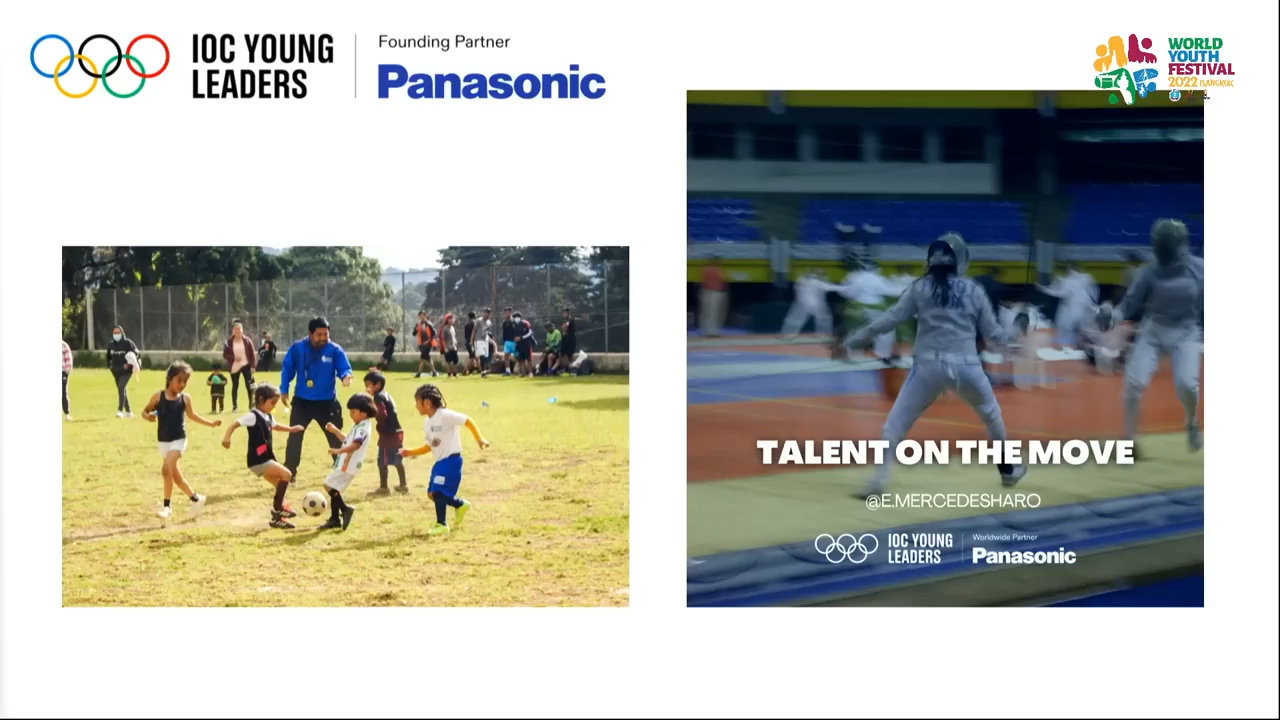 IOC YOUNG
LEADERS
Founding Partner
Panasonic
WORLD
YOUTH
FESTIVAL
2022 BANGKOK
TALENT ON THE MOVE
@E.MERCEDESHARO
IOC YOUNG
LEADERS
Worldwide Partner
Panasonic